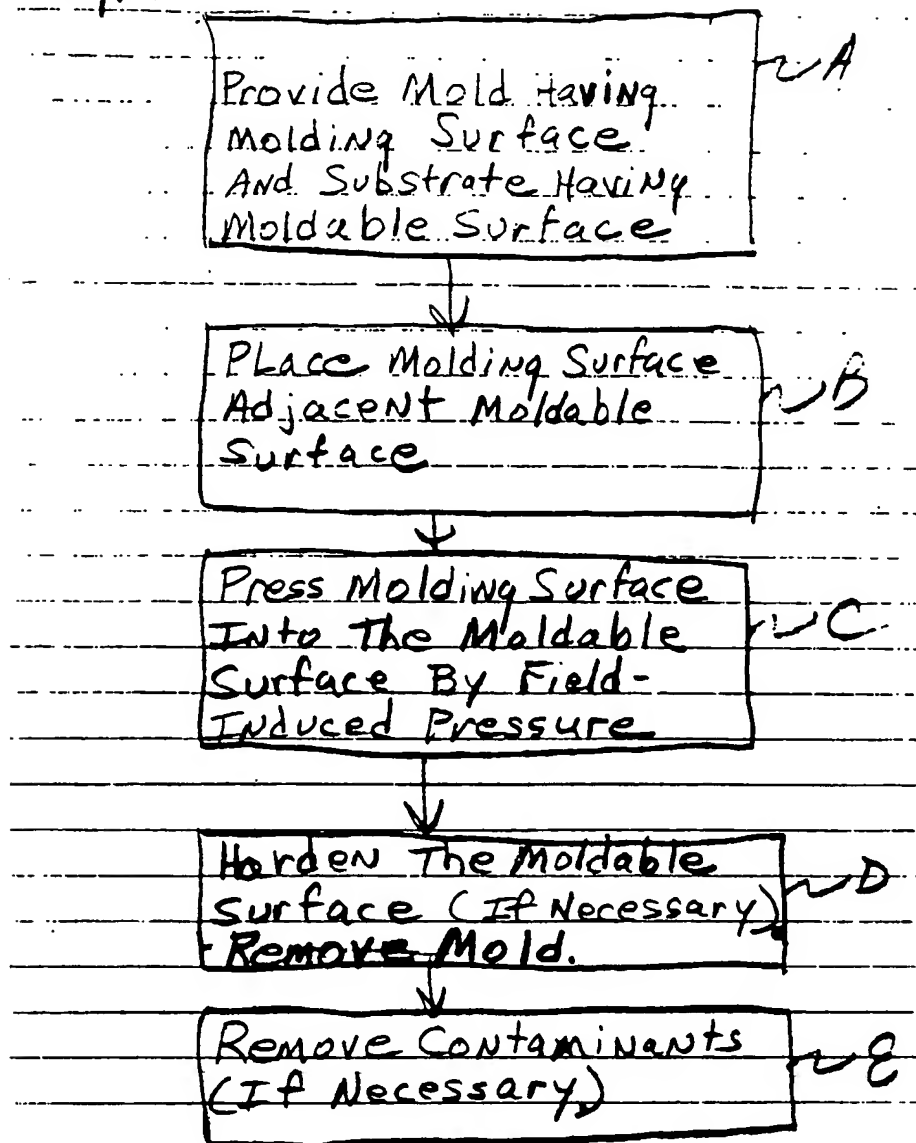 Provide Mold Having
Molding Surface
And Substrate Having
Moldable Surface
A
Place Molding Surface
Adjacent Moldable
Surface
B
Press Molding Surface
Into The Moldable
Surface By Field-
Induced Pressure
C
Harden The Moldable
Surface (If Necessary).
Remove Mold.
D
Remove Contaminants
(If Necessary)
E